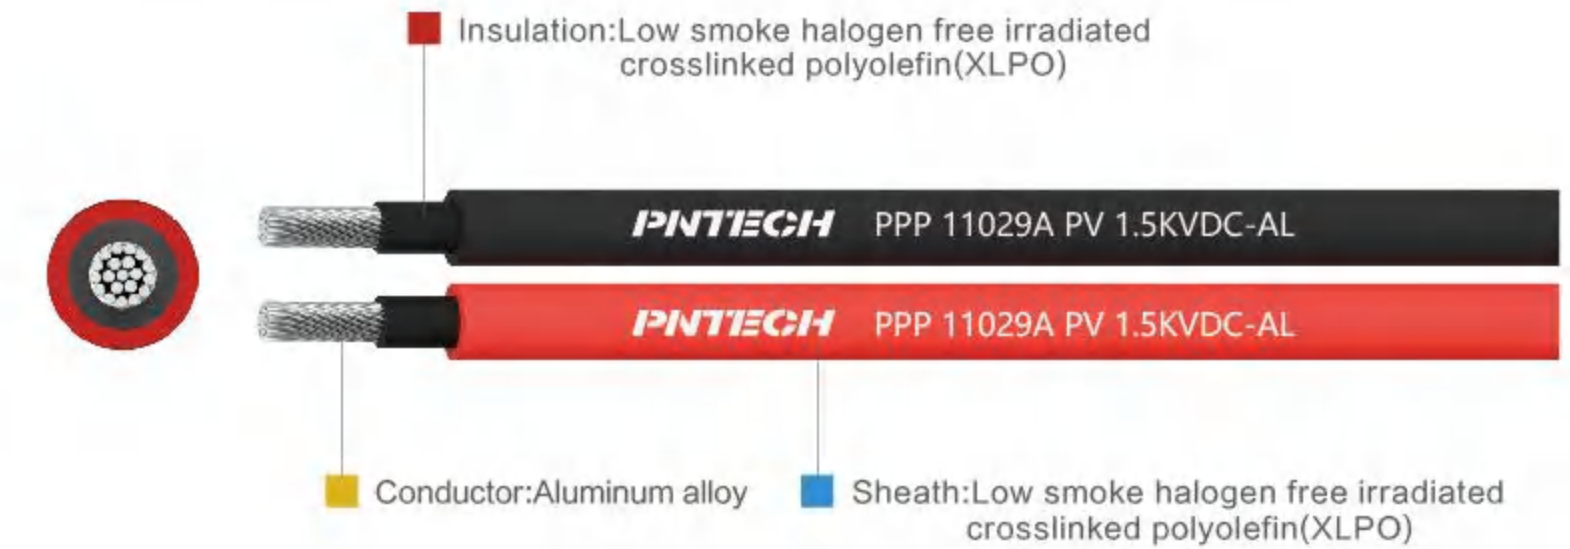 Insulation:Low smoke halogen free irradiated
crosslinked polyolefin(XLPO)
PNTECH PPP 11029A PV 1.5KVDC-AL
PNTECH PPP 11029A PV 1.5KVDC-AL
Conductor:Aluminum alloy
Sheath:Low smoke halogen free irradiated
crosslinked polyolefin(XLPO)